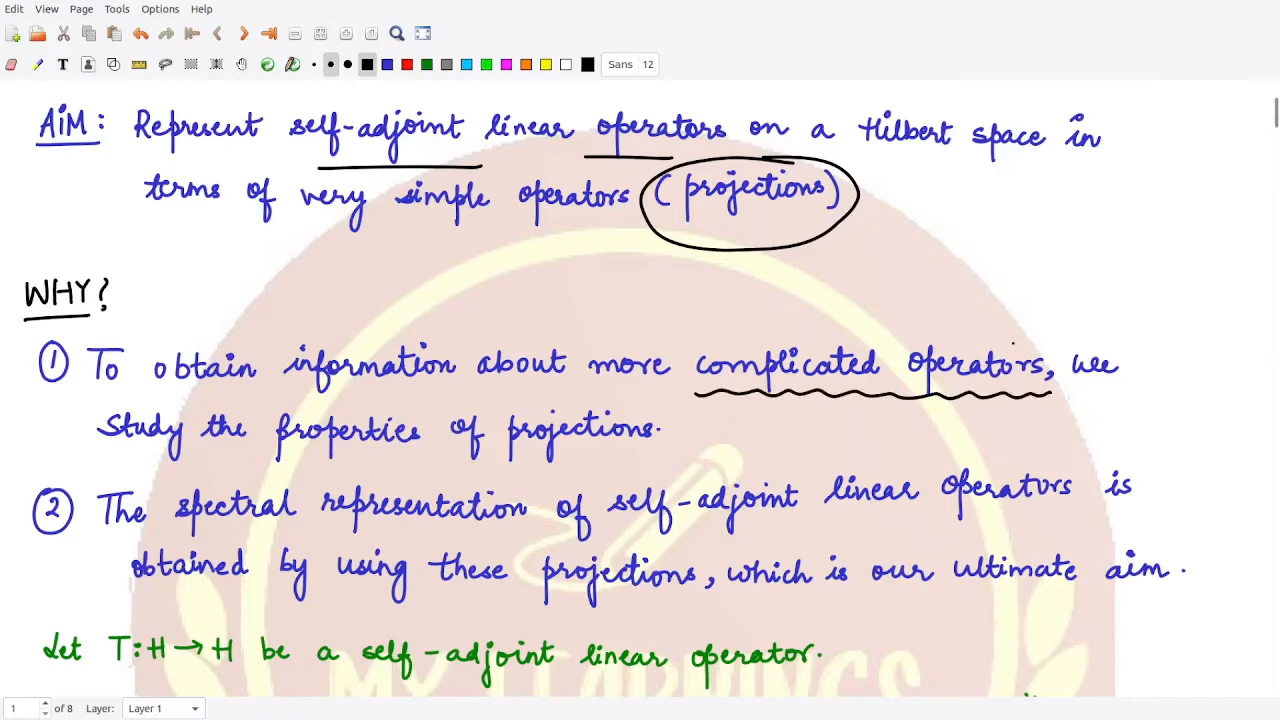 Edit View Page Tools Options Help
Sans 12
AIM: Represent self-adjoint linear operators on a Hilbert space in
terms of very simple operators (projections)
WHY?
① To obtain information about more complicated operators, we
study the properties of projections.
② The spectral representation of self-adjoint linear operators is
obtained by using these projections, which is our ultimate aim.
Let T:H→H be a self-adjoint linear operator.
1 of 8 Layer: Layer 1